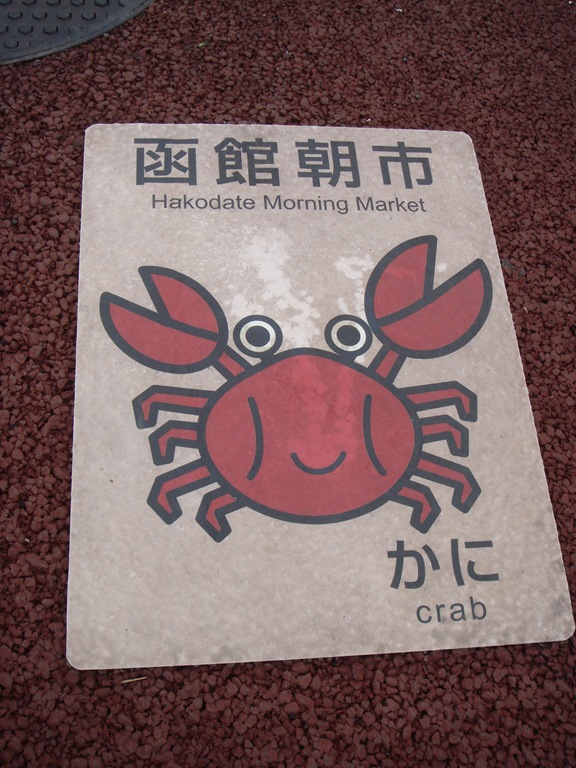 函館朝市
Hakodate Morning Market
かに
crab